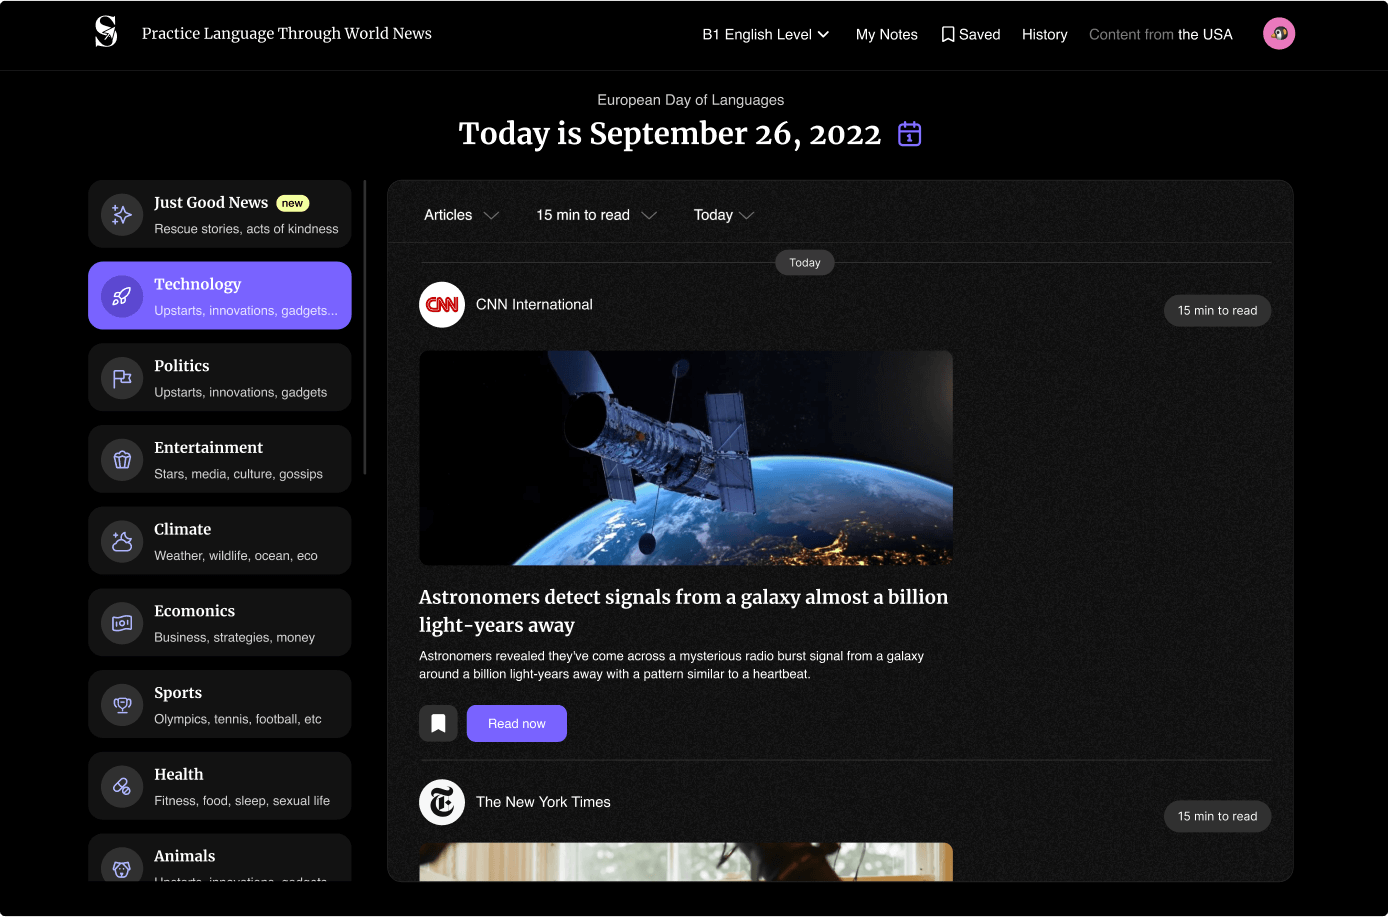 Practice Language Through World News
B1 English Level
My Notes
Saved
History
Content from the USA
European Day of Languages
Today is September 26, 2022
1
Just Good News
new
Rescue stories, acts of kindness
Technology
Upstarts, innovations, gadgets...
Politics
Upstarts, innovations, gadgets
Entertainment
Stars, media, culture, gossips
Climate
Weather, wildlife, ocean, eco
Ecomonics
Business, strategies, money
Sports
Olympics, tennis, football, etc
Health
Fitness, food, sleep, sexual life
Animals
Upstarts, innovations, gadgets
Articles
15 min to read
Today
Today
CNN
CNN International
15 min to read
Astronomers detect signals from a galaxy almost a billion
light-years away
Astronomers revealed they've come across a mysterious radio burst signal from a galaxy
around a billion light-years away with a pattern similar to a heartbeat.
Read now
The New York Times
15 min to read